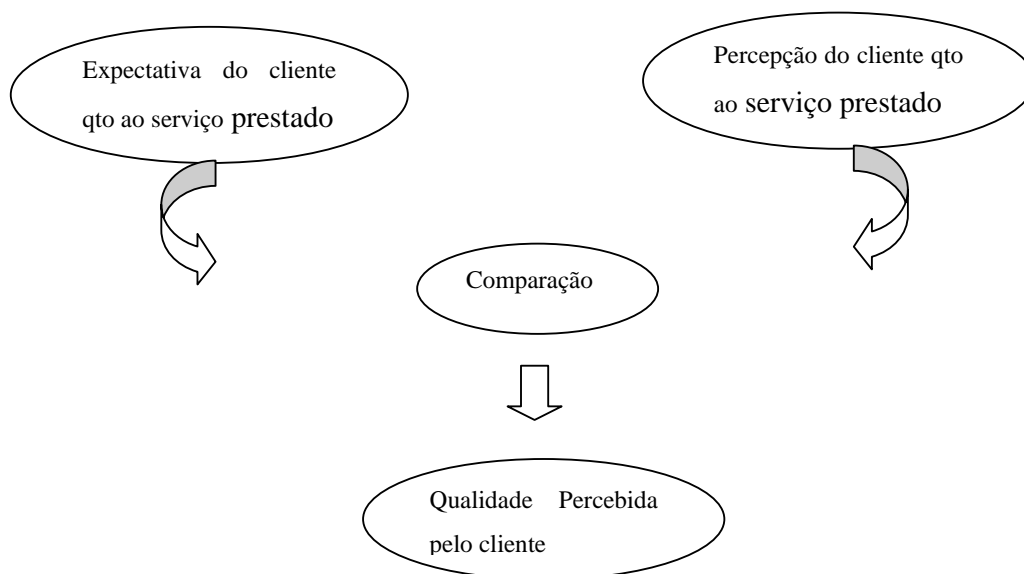 Expectativa do cliente
qto ao serviço prestado
Percepção do cliente qto
ao serviço prestado
Comparação
Qualidade Percebida
pelo cliente